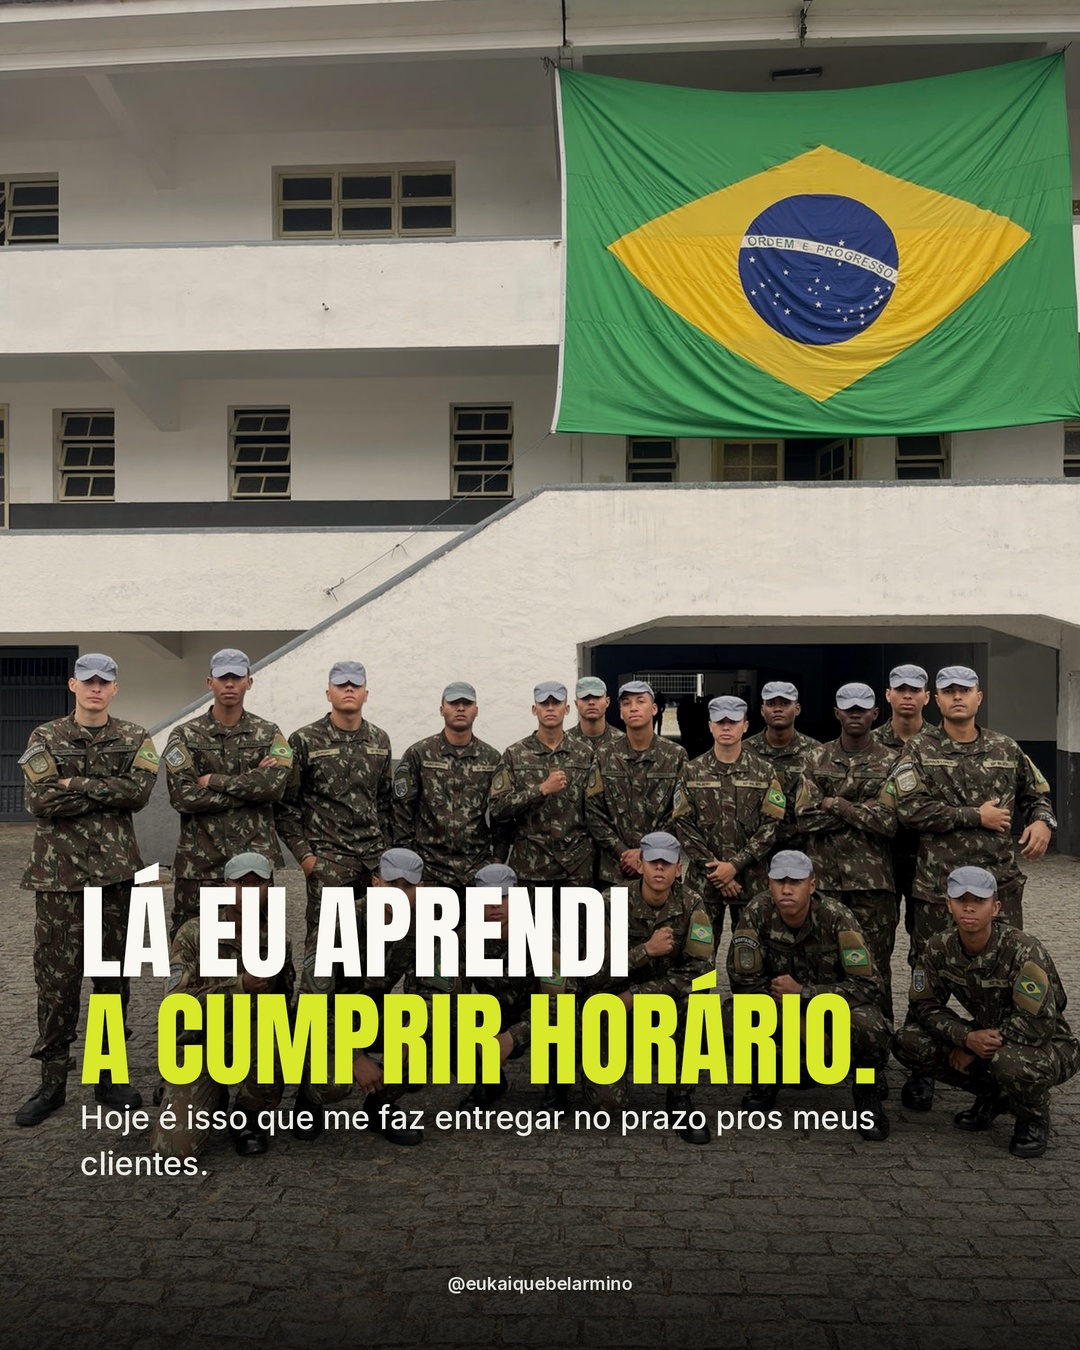 ORDEM E PROGRESSO
LÁ EU APRENDI
A CUMPRIR HORÁRIO.
Hoje é isso que me faz entregar no prazo pros meus
clientes.
@eukaiquebelarmino